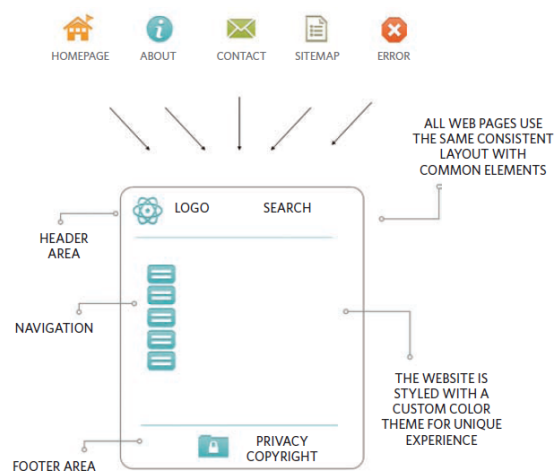 HOMEPAGE
ABOUT
CONTACT
SITEMAP
ERROR
ALL WEB PAGES USE
THE SAME CONSISTENT
LAYOUT WITH
COMMON ELEMENTS
LOGO
SEARCH
HEADER
AREA
NAVIGATION
THE WEBSITE IS
STYLED WITH A
CUSTOM COLOR
THEME FOR UNIQUE
EXPERIENCE
PRIVACY
COPYRIGHT
FOOTER AREA